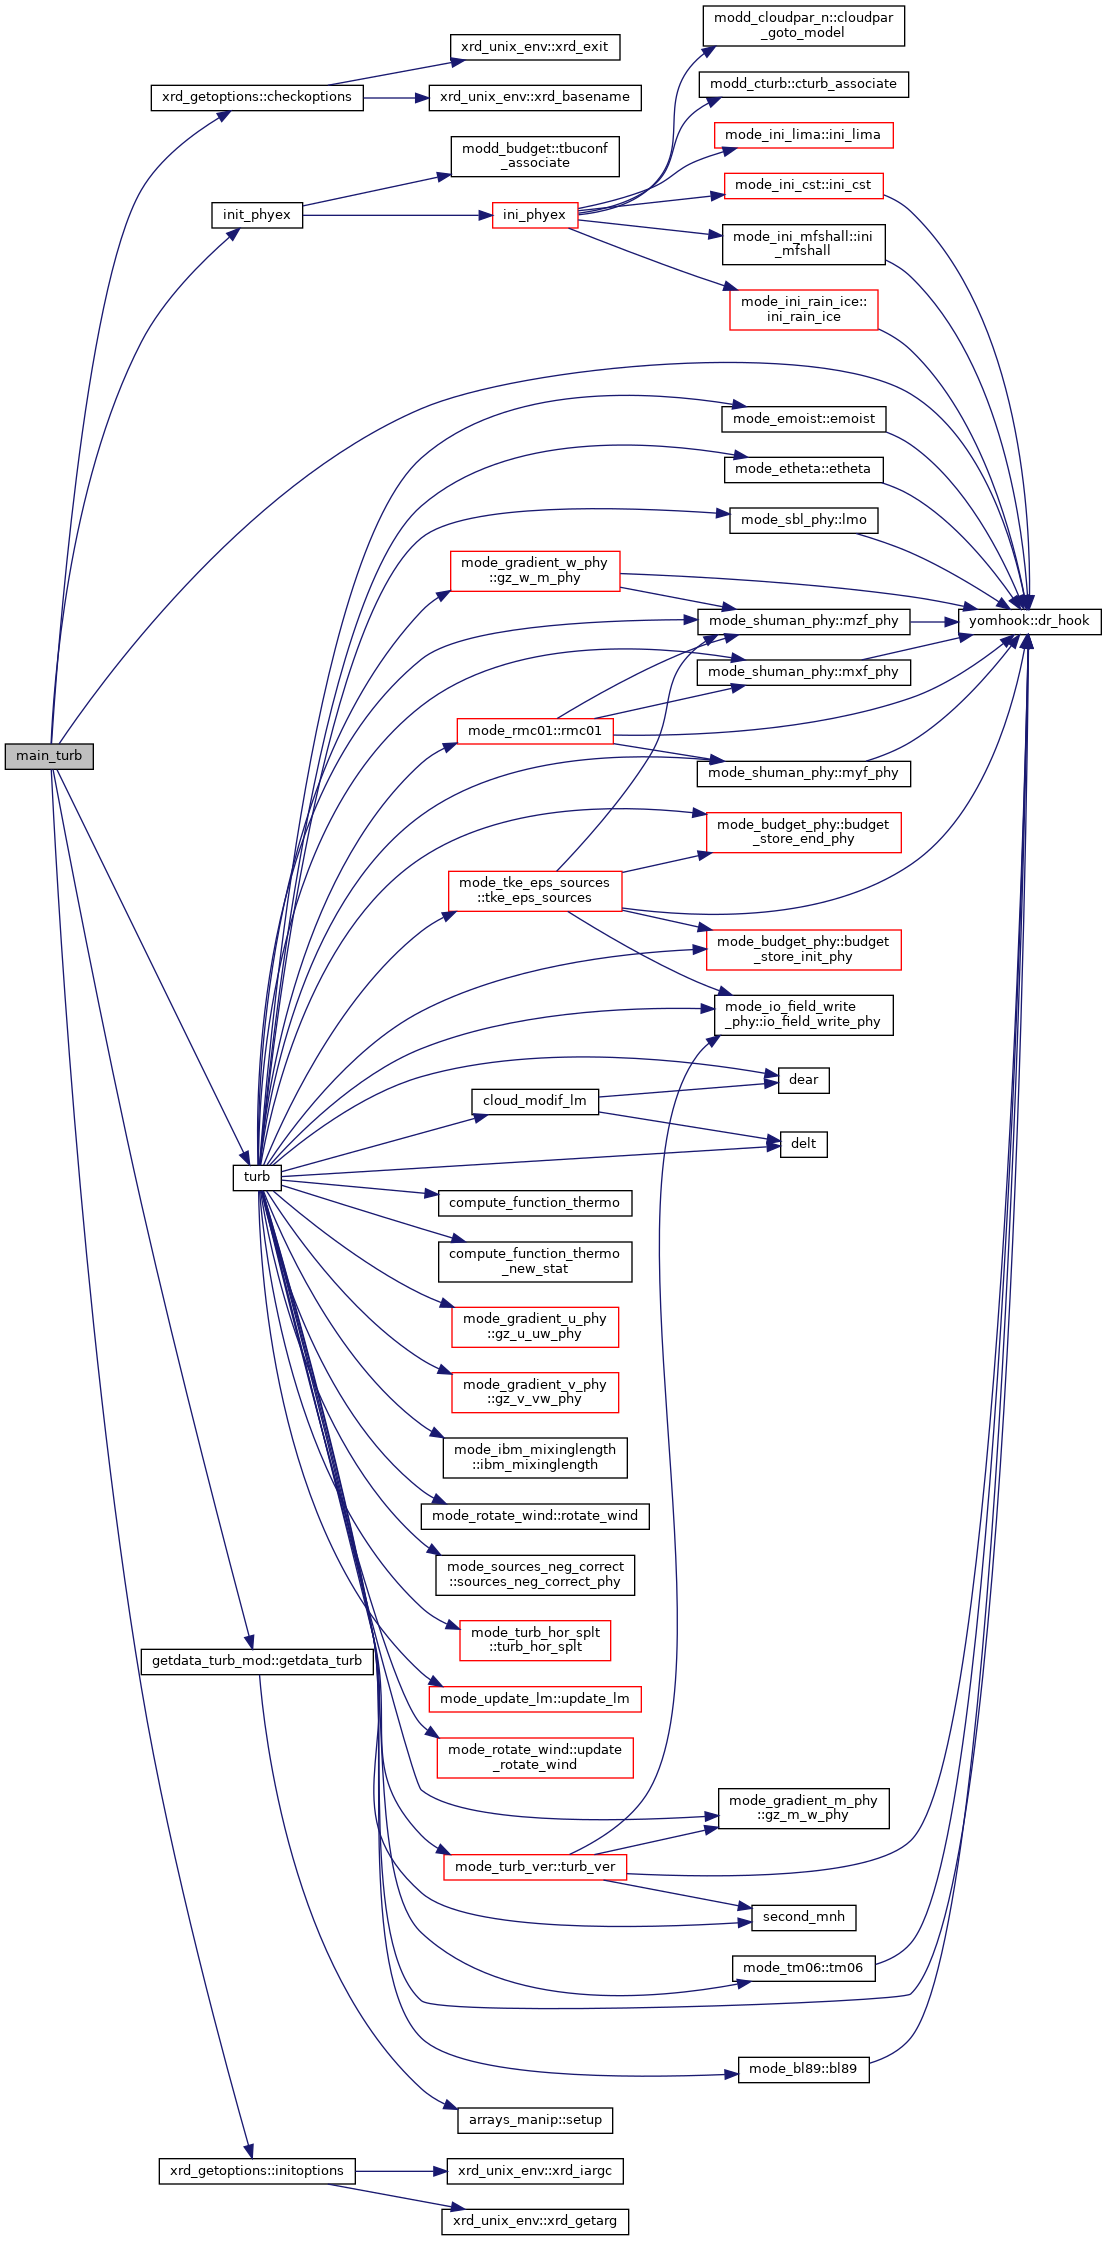 modd_cloudpar_n::cloudpar
_goto_model
xrd_unix_env::xrd_exit
modd_cturb::cturb_associate
xrd_getoptions::checkoptions
xrd_unix_env::xrd_basename
mode_ini_lima::ini_lima
modd_budget::tbuconf
_associate
mode_ini_cst::ini_cst
init_phyex
ini_phyex
mode_ini_mfshall::ini
_mfshall
mode_ini_rain_ice::
ini_rain_ice
mode_emoist::emoist
mode_etheta::etheta
mode_sbl_phy::lmo
mode_gradient_w_phy
::gz_w_m_phy
mode_shuman_phy::mzf_phy
yomhook::dr_hook
mode_shuman_phy::mxf_phy
mode_rmc01::rmc01
main_turb
mode_shuman_phy::myf_phy
mode_budget_phy::budget
_store_end_phy
mode_tke_eps_sources
::tke_eps_sources
mode_budget_phy::budget
_store_init_phy
mode_io_field_write
_phy::io_field_write_phy
dear
cloud_modif_lm
delt
turb
compute_function_thermo
compute_function_thermo
_new_stat
mode_gradient_u_phy
::gz_u_uw_phy
mode_gradient_v_phy
::gz_v_vw_phy
mode_ibm_mixinglength
::ibm_mixinglength
mode_rotate_wind::rotate_wind
mode_sources_neg_correct
::sources_neg_correct_phy
mode_turb_hor_splt
::turb_hor_splt
getdata_turb_mod::getdata_turb
mode_update_lm::update_lm
mode_rotate_wind::update
_rotate_wind
mode_gradient_m_phy
::gz_m_w_phy
mode_turb_ver::turb_ver
second_mnh
mode_tm06::tm06
mode_bl89::bl89
arrays_manip::setup
xrd_getoptions::initoptions
xrd_unix_env::xrd_iargc
xrd_unix_env::xrd_getarg